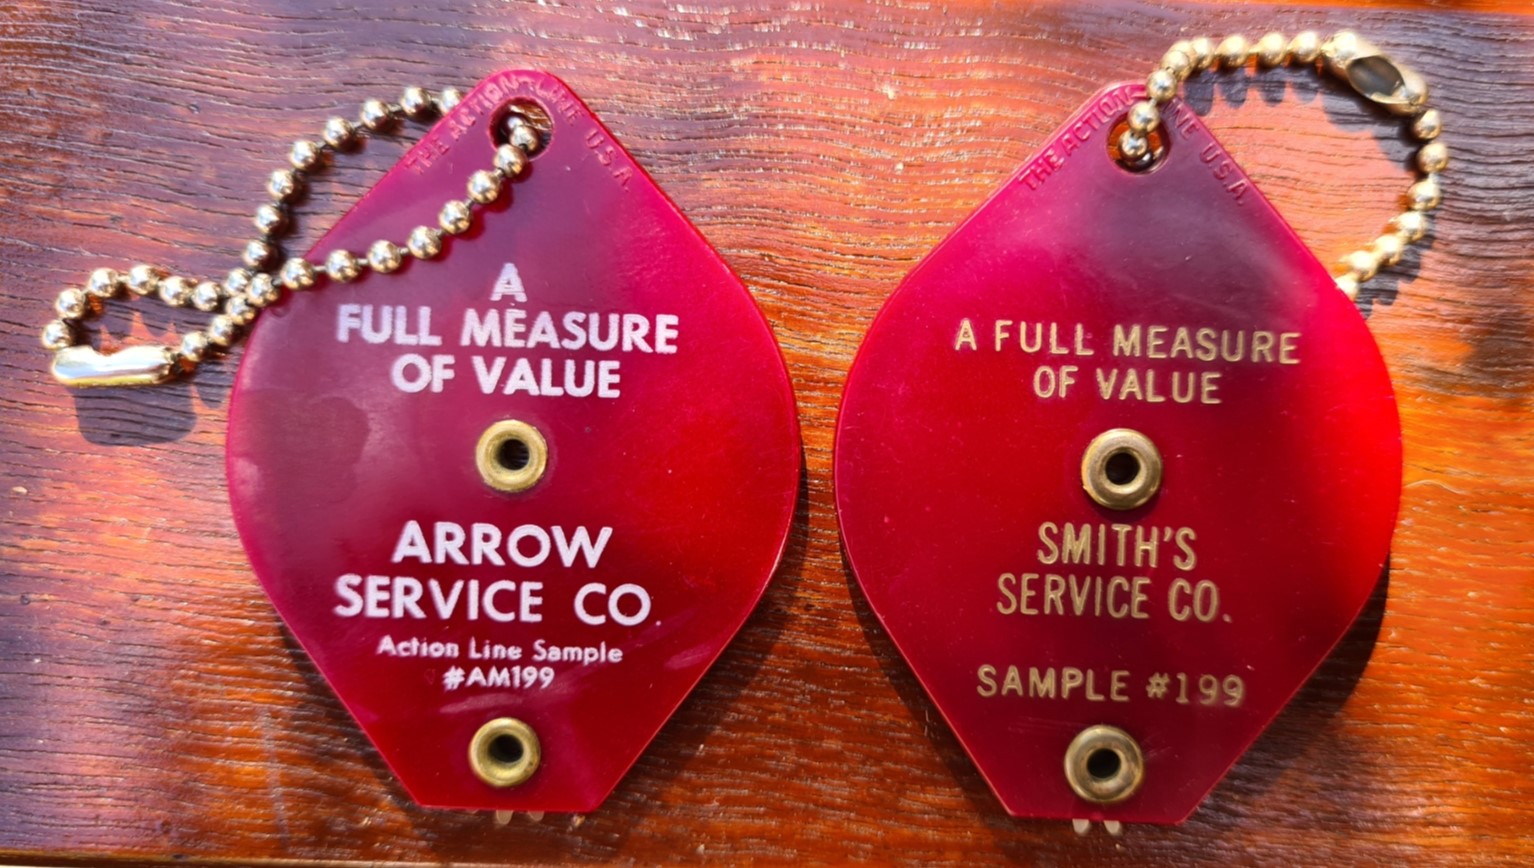 THE ACTION-LINE U.S.A.
A
FULL MEASURE
OF VALUE
ARROW
SERVICE CO.
Action Line Sample
#AM199
THE ACTION-LINE U.S.A.
A FULL MEASURE
OF VALUE
SMITH'S
SERVICE CO.
SAMPLE #199